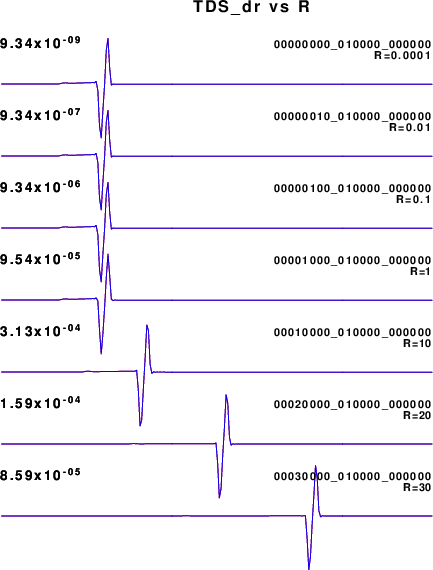 TDS_dr vs R
9.34x10-09 00000000_010000_000000
R=0.0001
9.34x10-07 00000010_010000_000000
R=0.01
9.34x10-06 00000100_010000_000000
R=0.1
9.54x10-05 00001000_010000_000000
R=1
3.13x10-04 00010000_010000_000000
R=10
1.59x10-04 00020000_010000_000000
R=20
8.59x10-05 00030000_010000_000000
R=30